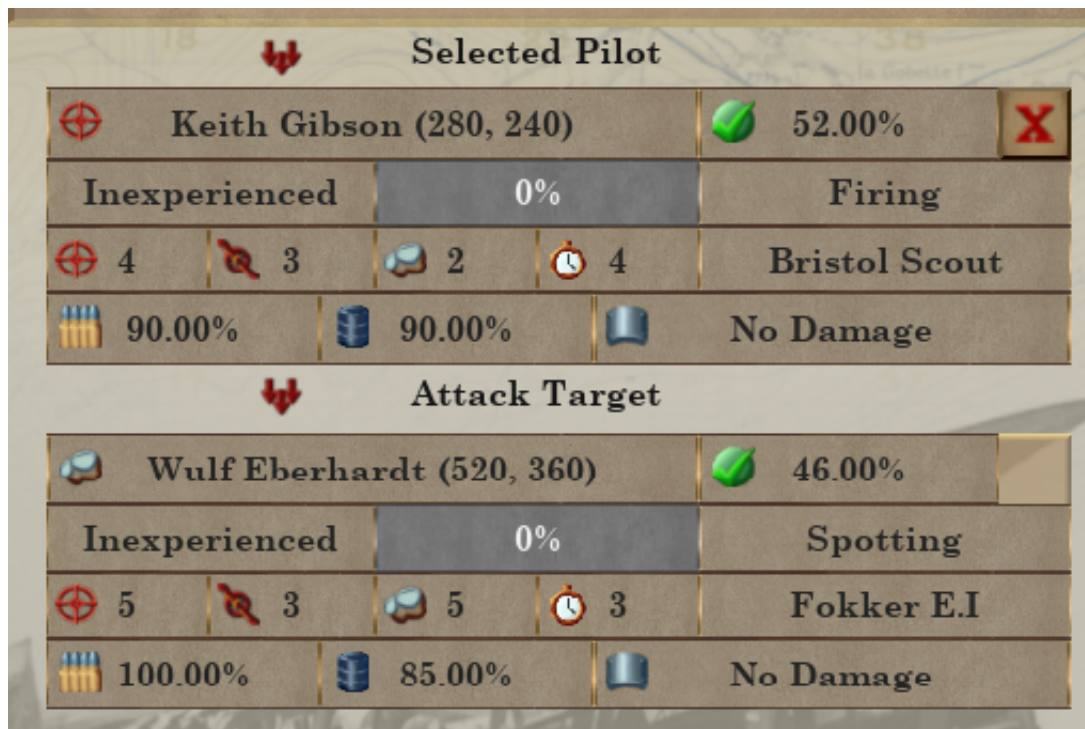 Selected Pilot
Keith Gibson (280, 240) 52.00% X
Inexperienced 0% Firing
4 3 2 4 Bristol Scout
90.00% 90.00% No Damage
Attack Target
Wulf Eberhardt (520, 360) 46.00%
Inexperienced 0% Spotting
5 3 5 3 Fokker E.I
100.00% 85.00% No Damage